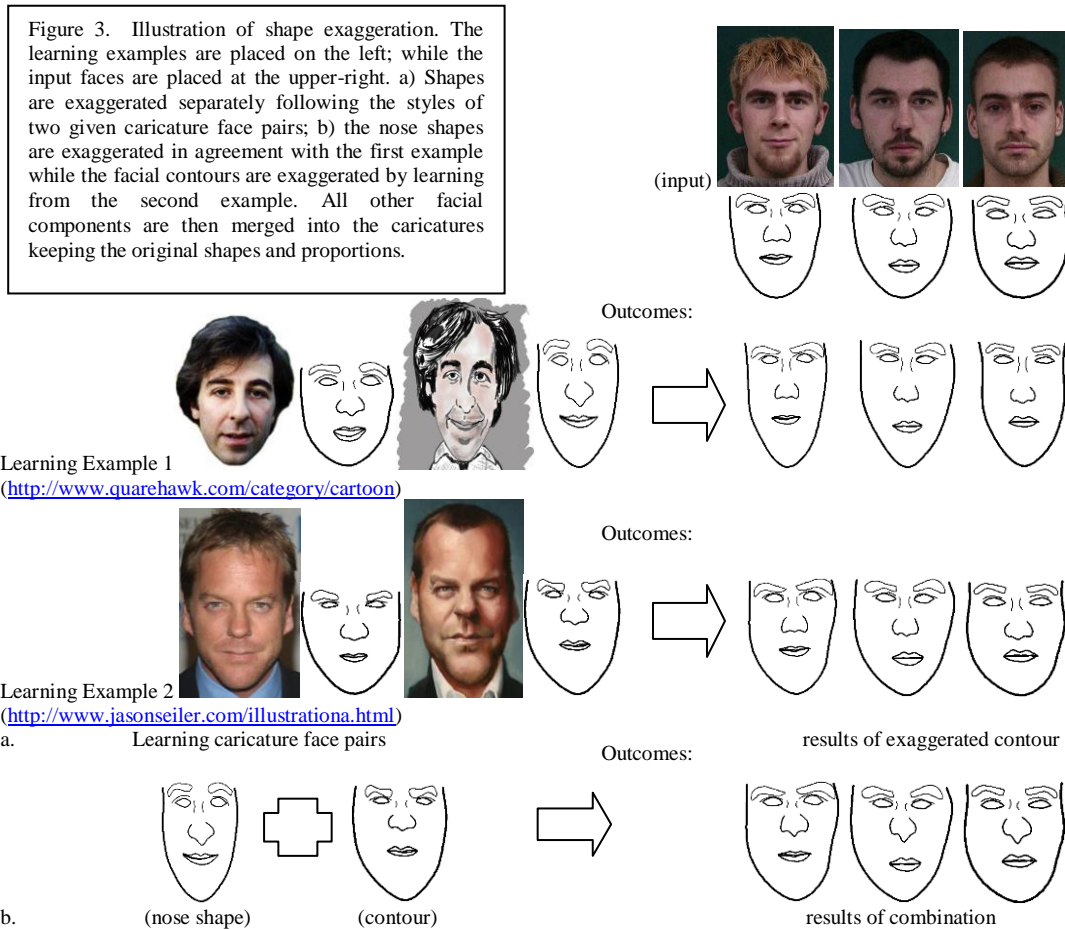 Figure 3. Illustration of shape exaggeration. The
learning examples are placed on the left; while the
input faces are placed at the upper-right. a) Shapes
are exaggerated separately following the styles of
two given caricature face pairs; b) the nose shapes
are exaggerated in agreement with the first example
while the facial contours are exaggerated by learning
from the second example. All other facial
components are then merged into the caricatures
keeping the original shapes and proportions.
(input)
Outcomes:
Learning Example 1
(http://www.quarehawk.com/category/cartoon)
Outcomes:
Learning Example 2
(http://www.jasonseiler.com/illustrationa.html)
a. Learning caricature face pairs results of exaggerated contour
Outcomes:
b. (nose shape) (contour) results of combination